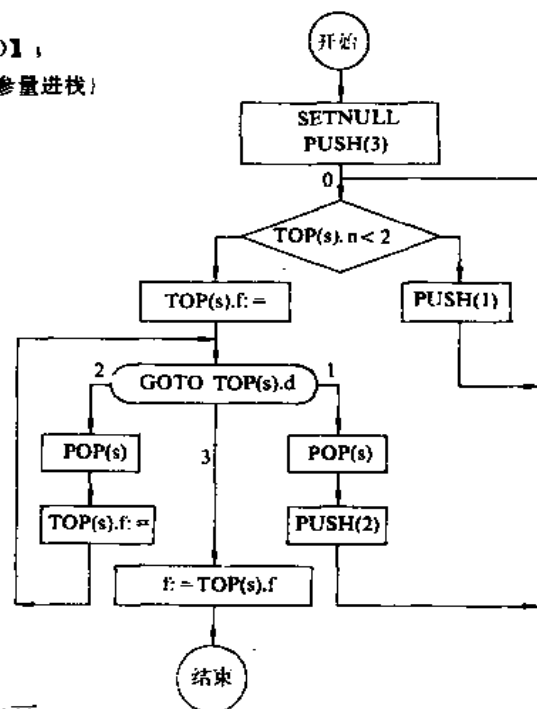 )】;
参量进栈}
开始
SETNULL
PUSH(3)
0
TOP(s).n<2
TOP(s).f:=
PUSH(1)
2
GOTO TOP(s).d
1
POP(s)
3
POP(s)
TOP(s).f:=
PUSH(2)
f:=TOP(s).f
结束